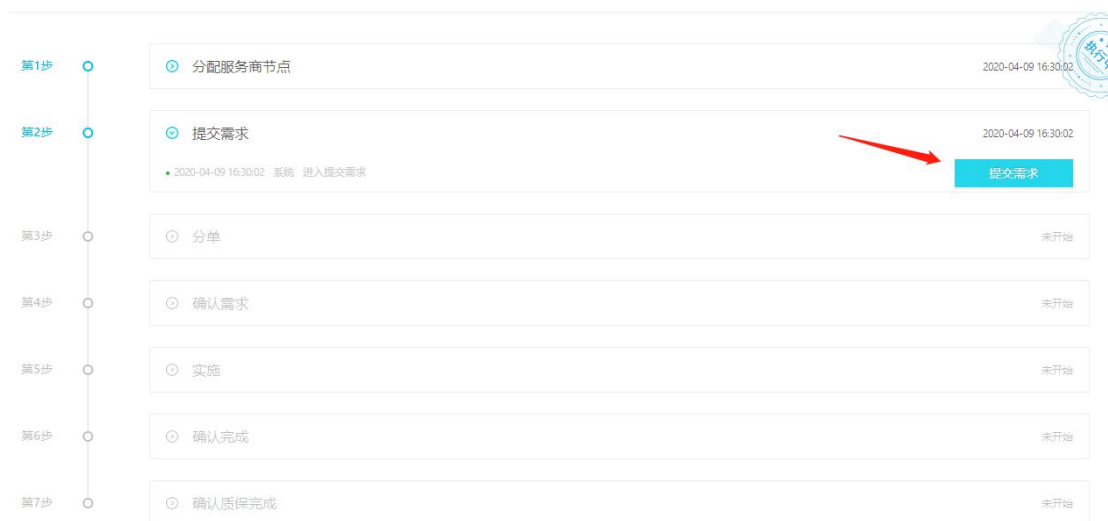 第1步 分配服务商节点 2020-04-09 16:30:02
执行
第2步 提交需求 2020-04-09 16:30:02
2020-04-09 16:30:02 系统 进入提交需求 提交需求
第3步 分单 未开始
第4步 确认需求 未开始
第5步 实施 未开始
第6步 确认完成 未开始
第7步 确认质保完成 未开始